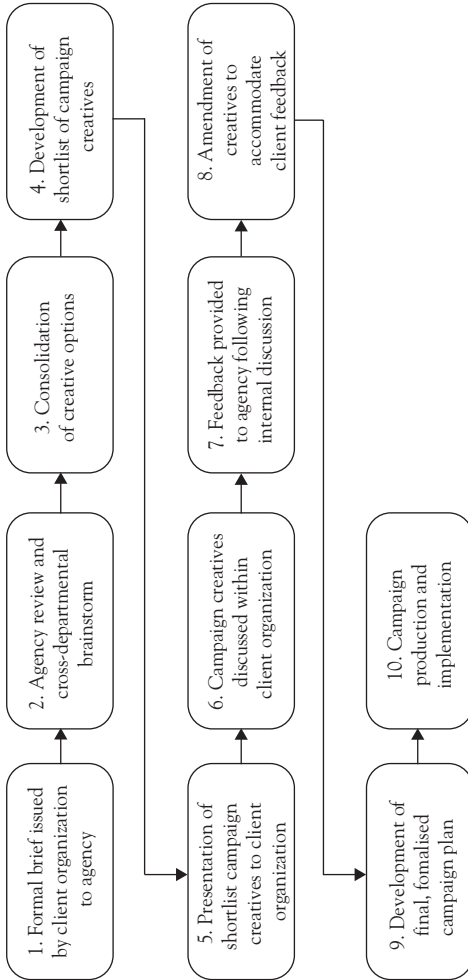 1. Formal brief issued
by client organization
to agency
2. Agency review and
cross-departmental
brainstorm
3. Consolidation
of creative options
4. Development of
shortlist of campaign
creatives
5. Presentation of
shortlist campaign
creatives to client
organization
6. Campaign creatives
discussed within
client organization
7. Feedback provided
to agency following
internal discussion
8. Amendment of
creatives to
accommodate
client feedback
9. Development of
final, fomalised
campaign plan
10. Campaign
production and
implementation